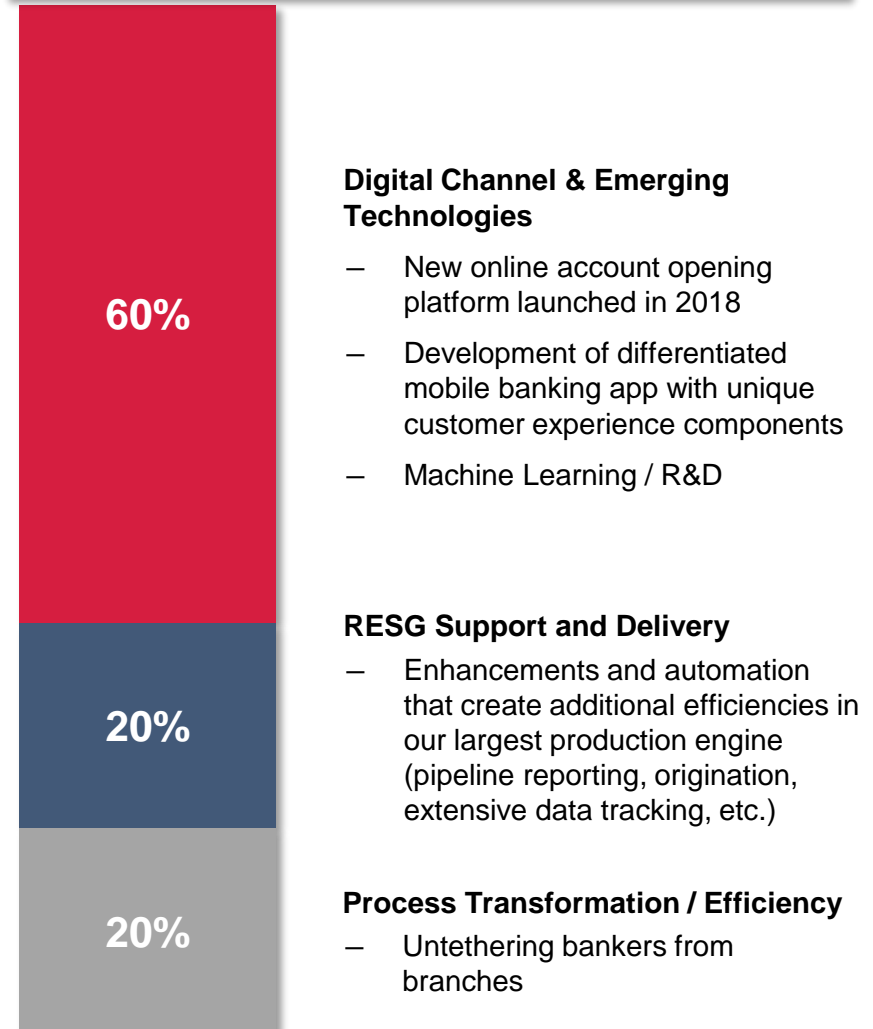 60%
Digital Channel & Emerging
Technologies
– New online account opening
platform launched in 2018
– Development of differentiated
mobile banking app with unique
customer experience components
– Machine Learning / R&D
20%
RESG Support and Delivery
– Enhancements and automation
that create additional efficiencies in
our largest production engine
(pipeline reporting, origination,
extensive data tracking, etc.)
20%
Process Transformation / Efficiency
– Untethering bankers from
branches